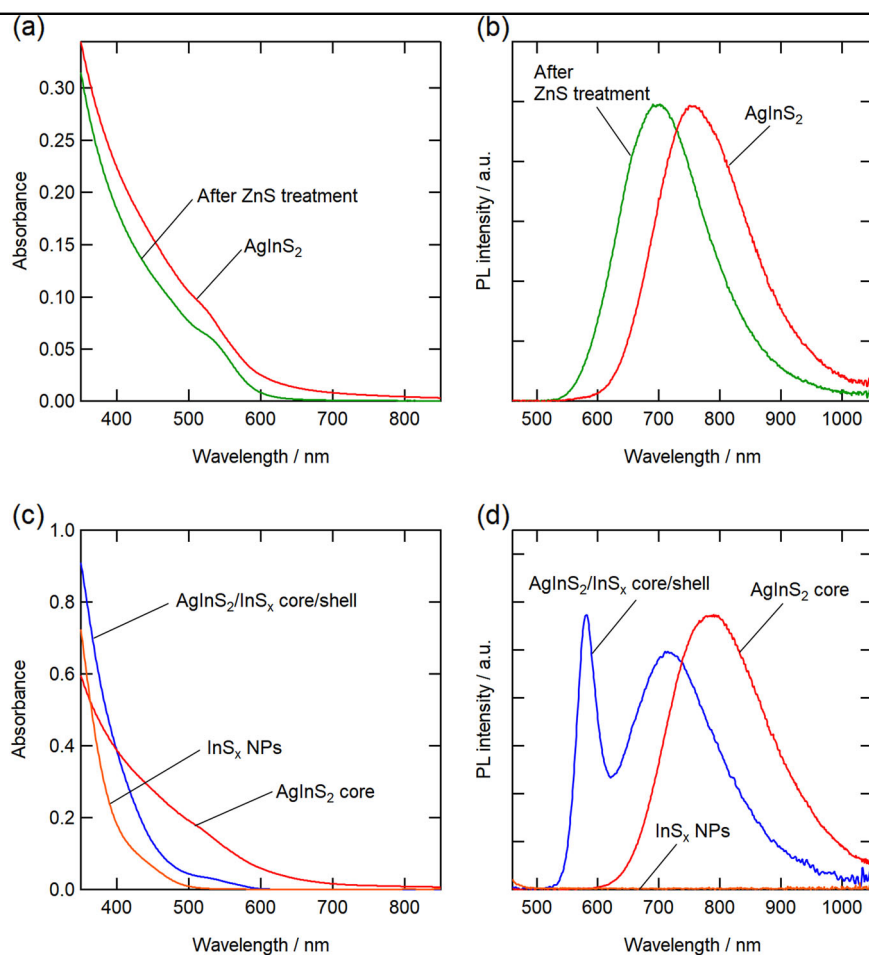 (a)
0.30
0.25
0.20
0.15
0.10
0.05
0.00
Absorbance
After ZnS treatment
AgInS₂
400 500 600 700 800
Wavelength / nm
(b)
PL intensity / a.u.
After
ZnS treatment
AgInS₂
500 600 700 800 900 1000
Wavelength / nm
(c)
1.0
0.8
0.6
0.4
0.2
0.0
Absorbance
AgInS₂/InSₓ core/shell
InSₓ NPs
AgInS₂ core
400 500 600 700 800
Wavelength / nm
(d)
PL intensity / a.u.
AgInS₂/InSₓ core/shell
AgInS₂ core
InSₓ NPs
500 600 700 800 900 1000
Wavelength / nm